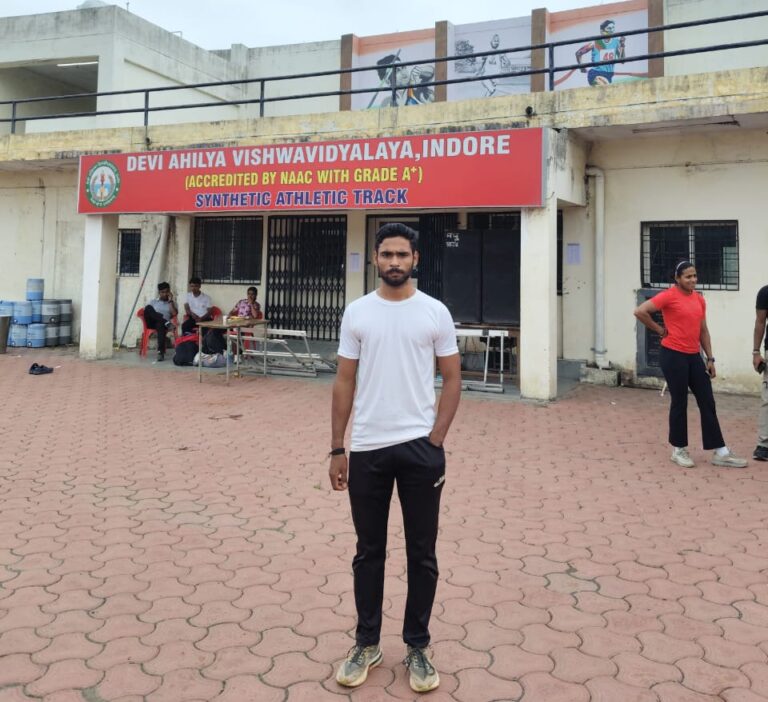 DEVI AHILYA VISHWAVIDYALAYA,INDORE
(ACCREDITED BY NAAC WITH GRADE A+)
SYNTHETIC ATHLETIC TRACK